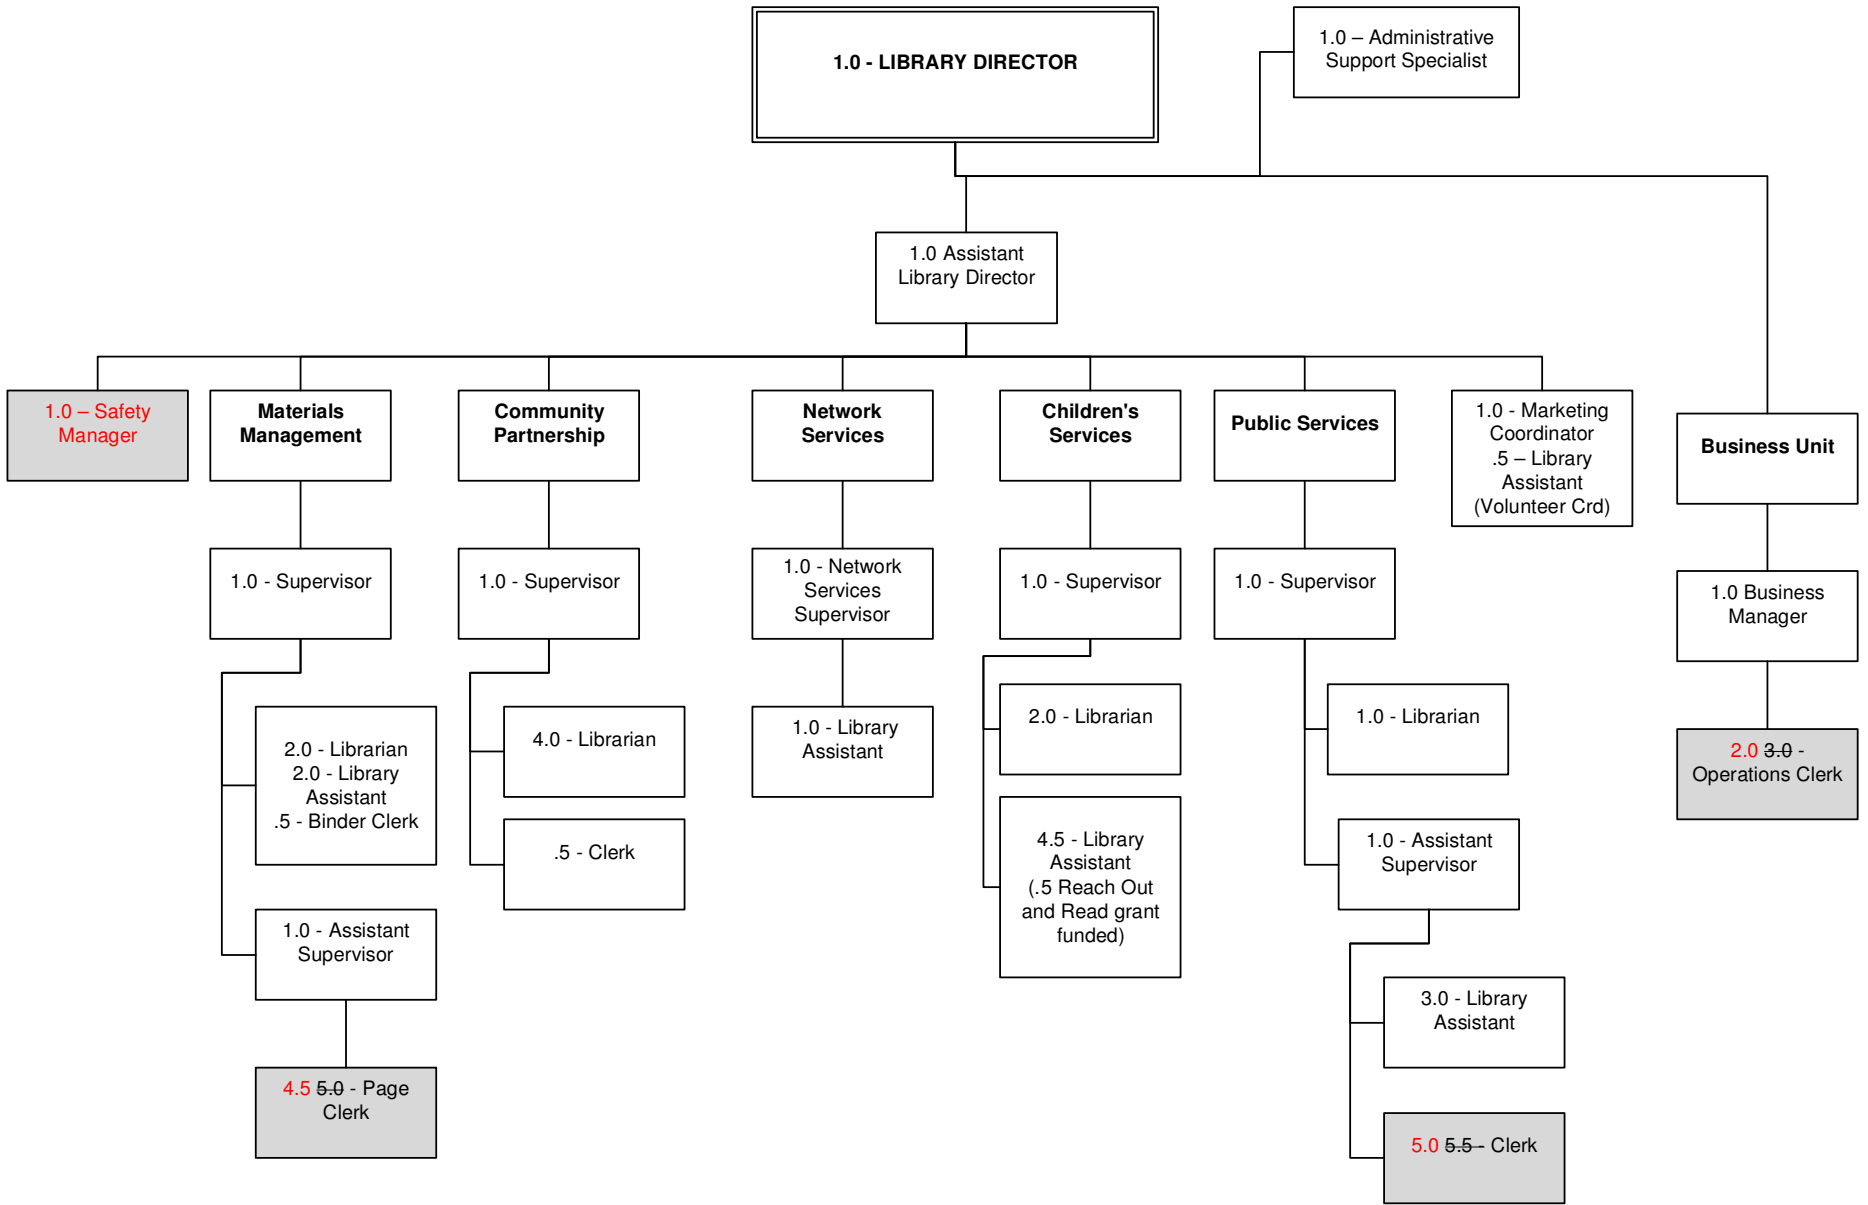 1.0 - LIBRARY DIRECTOR
1.0 – Administrative
Support Specialist
1.0 Assistant
Library Director
1.0 – Safety
Manager
Materials
Management
Community
Partnership
Network
Services
Children's
Services
Public Services
1.0 - Marketing
Coordinator
.5 – Library
Assistant
(Volunteer Crd)
Business Unit
1.0 - Supervisor
1.0 - Supervisor
1.0 - Network
Services
Supervisor
1.0 - Supervisor
1.0 - Supervisor
1.0 Business
Manager
2.0 - Librarian
2.0 - Library
Assistant
.5 - Binder Clerk
4.0 - Librarian
1.0 - Library
Assistant
2.0 - Librarian
1.0 - Librarian
2.0 3.0 -
Operations Clerk
.5 - Clerk
4.5 - Library
Assistant
(.5 Reach Out
and Read grant
funded)
1.0 - Assistant
Supervisor
1.0 - Assistant
Supervisor
3.0 - Library
Assistant
4.5 5.0 - Page
Clerk
5.0 5.5 - Clerk